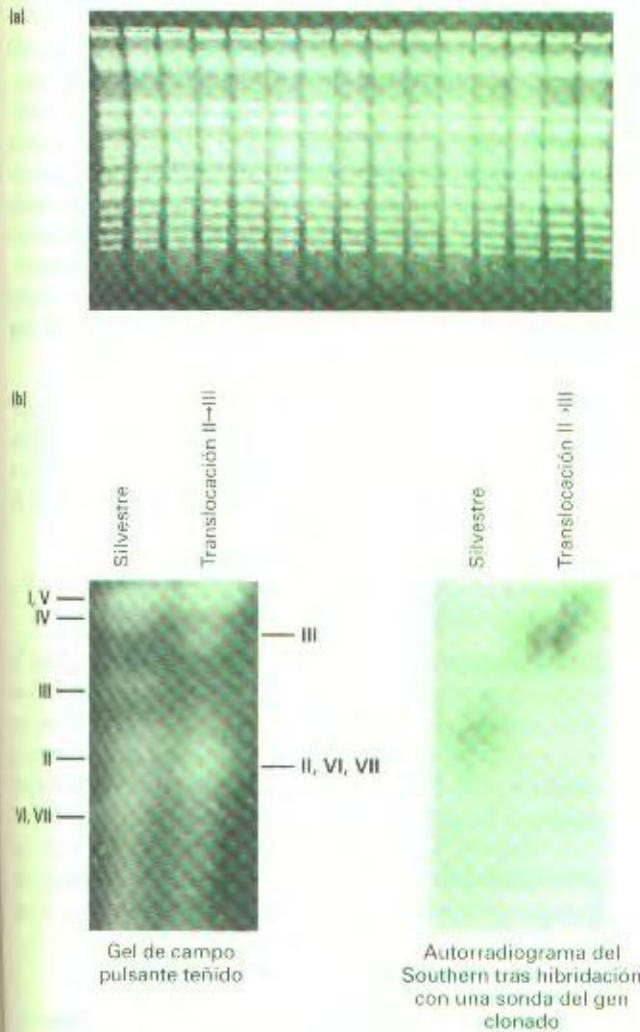 (a)
(b)
Silvestre
Translocación II→III
Silvestre
Translocación II→III
I, V
IV
III
III
II
II, VI, VII
VI, VII
Gel de campo
pulsante teñido
Autorradiograma del
Southern tras hibridación
con una sonda del gen
clonado